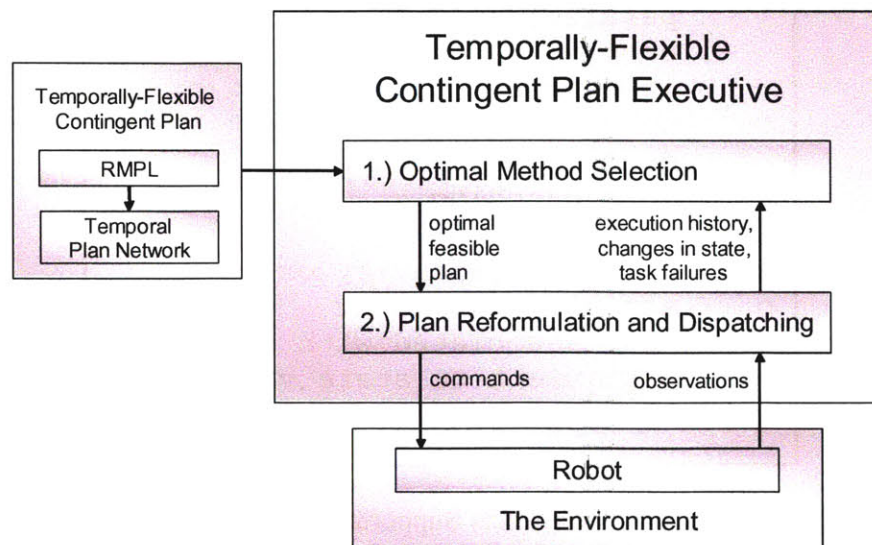 Temporally-Flexible
Contingent Plan Executive
Temporally-Flexible
Contingent Plan
RMPL
Temporal
Plan Network
1.) Optimal Method Selection
optimal
feasible
plan
execution history,
changes in state,
task failures
2.) Plan Reformulation and Dispatching
commands
observations
Robot
The Environment